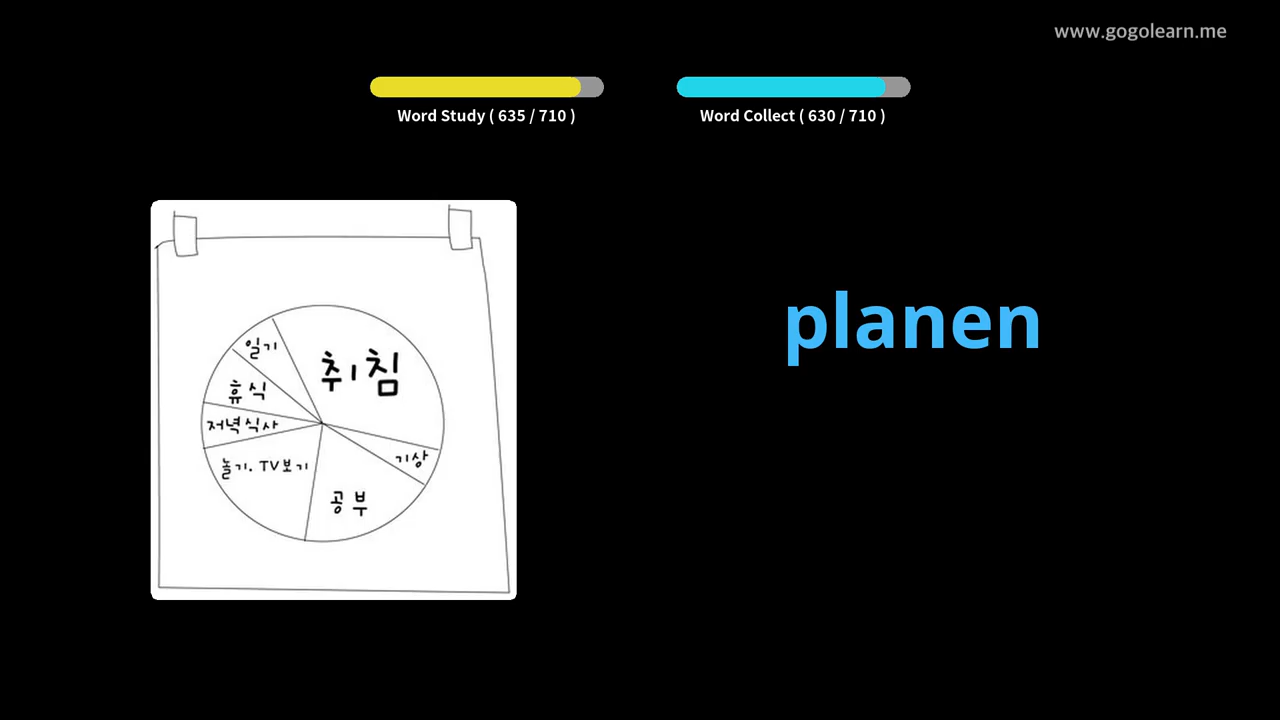 www.gogolearn.me
Word Study ( 635 / 710 )
Word Collect ( 630 / 710 )
일기
취침
휴식
저녁식사
놀기. TV보기
기상
공부
planen